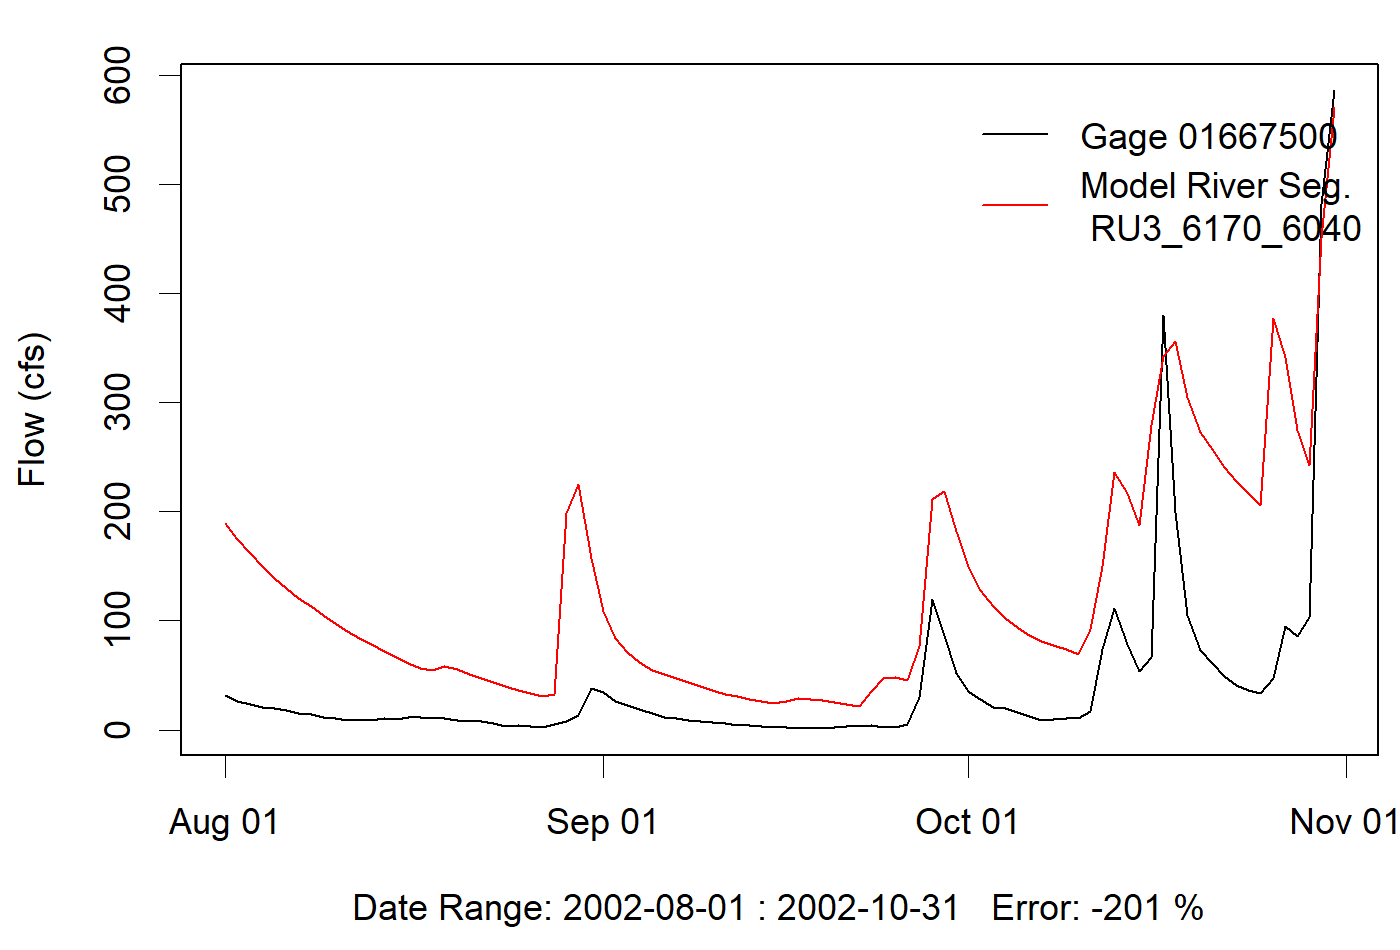 600
500
400
300
200
100
0
Flow (cfs)
Gage 01667500
Model River Seg.
RU3_6170_6040
Aug 01
Sep 01
Oct 01
Nov 01
Date Range: 2002-08-01 : 2002-10-31 Error: -201 %